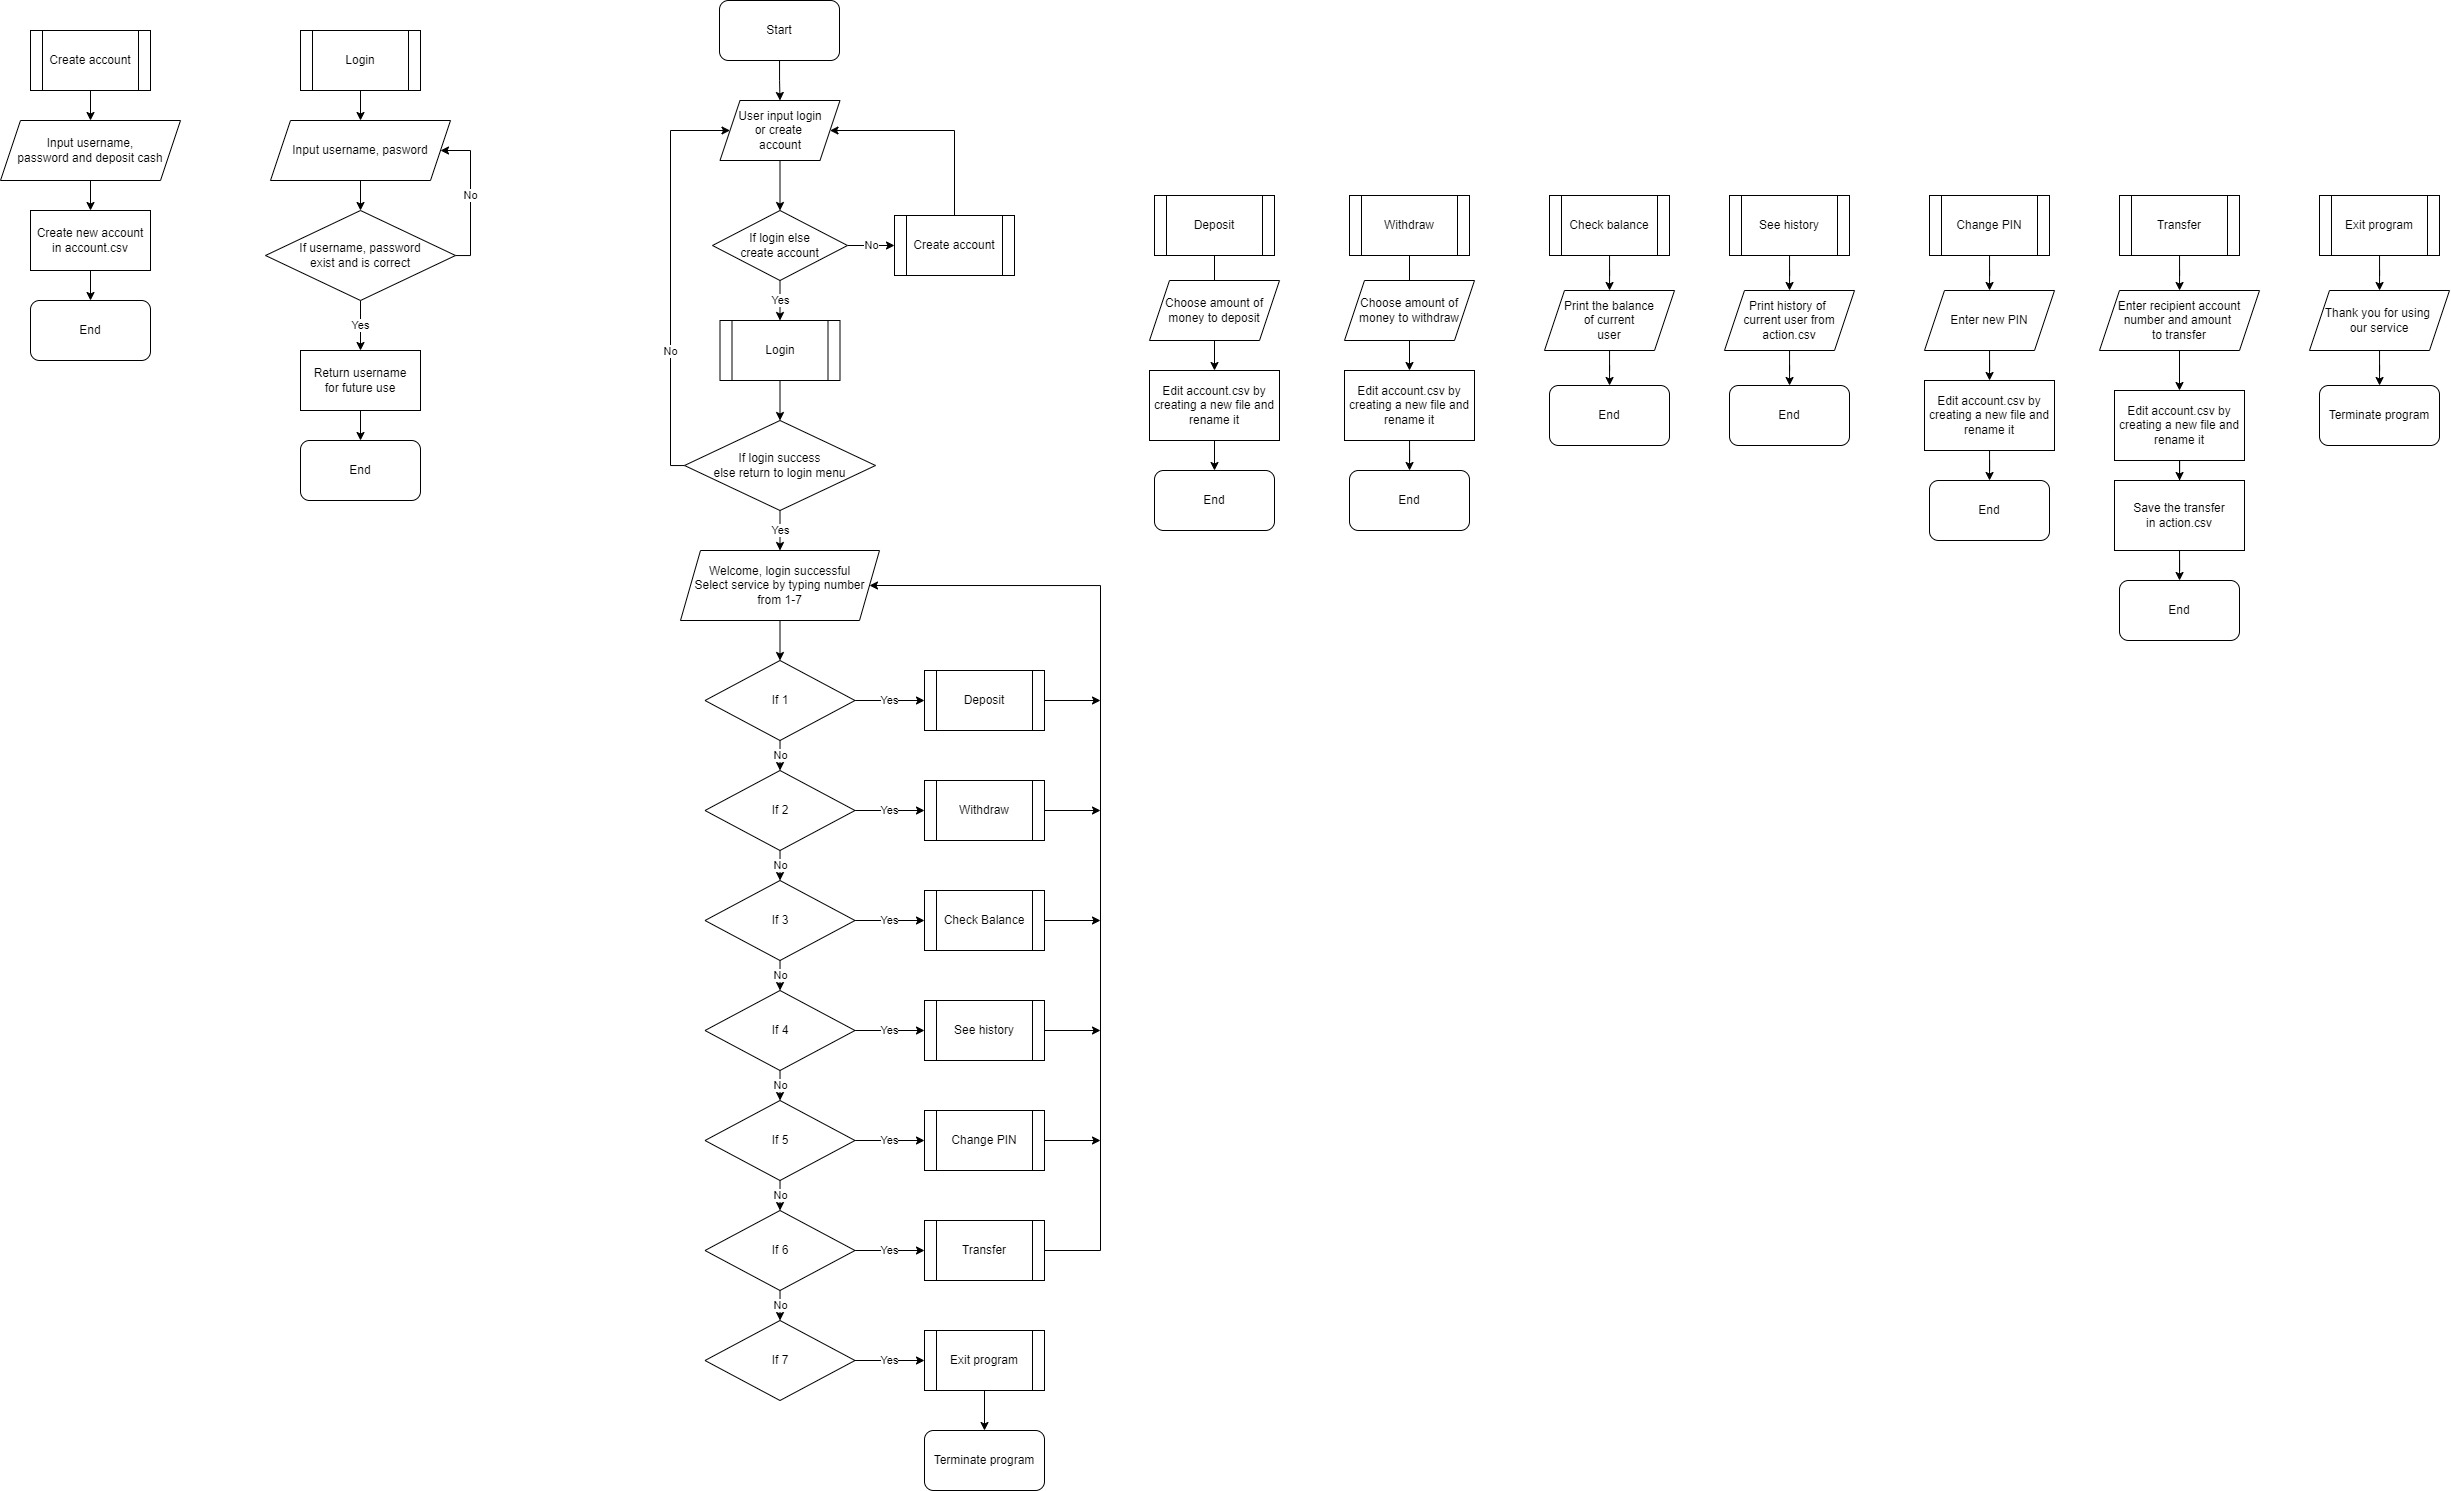 Create account
Input username,
password and deposit cash
Create new account
in account.csv
End
Login
Input username, pasword
No
If username, password
exist and is correct
Yes
Return username
for future use
End
Start
User input login
or create
account
If login else
create account
No
Create account
Yes
Login
No
If login success
else return to login menu
Yes
Welcome, login successful
Select service by typing number
from 1-7
If 1
Yes
Deposit
No
If 2
Yes
Withdraw
No
If 3
Yes
Check Balance
No
If 4
Yes
See history
No
If 5
Yes
Change PIN
No
If 6
Yes
Transfer
No
If 7
Yes
Exit program
Terminate program
Deposit
Choose amount of
money to deposit
Edit account.csv by
creating a new file and
rename it
End
Withdraw
Choose amount of
money to withdraw
Edit account.csv by
creating a new file and
rename it
End
Check balance
Print the balance
of current
user
End
See history
Print history of
current user from
action.csv
End
Change PIN
Enter new PIN
Edit account.csv by
creating a new file and
rename it
End
Transfer
Enter recipient account
number and amount
to transfer
Edit account.csv by
creating a new file and
rename it
Save the transfer
in action.csv
End
Exit program
Thank you for using
our service
Terminate program